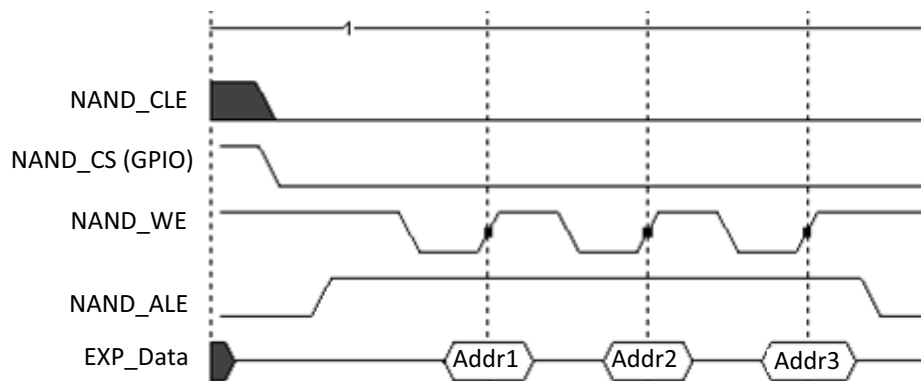 1
NAND_CLE
NAND_CS (GPIO)
NAND_WE
NAND_ALE
EXP_Data
Addr1
Addr2
Addr3